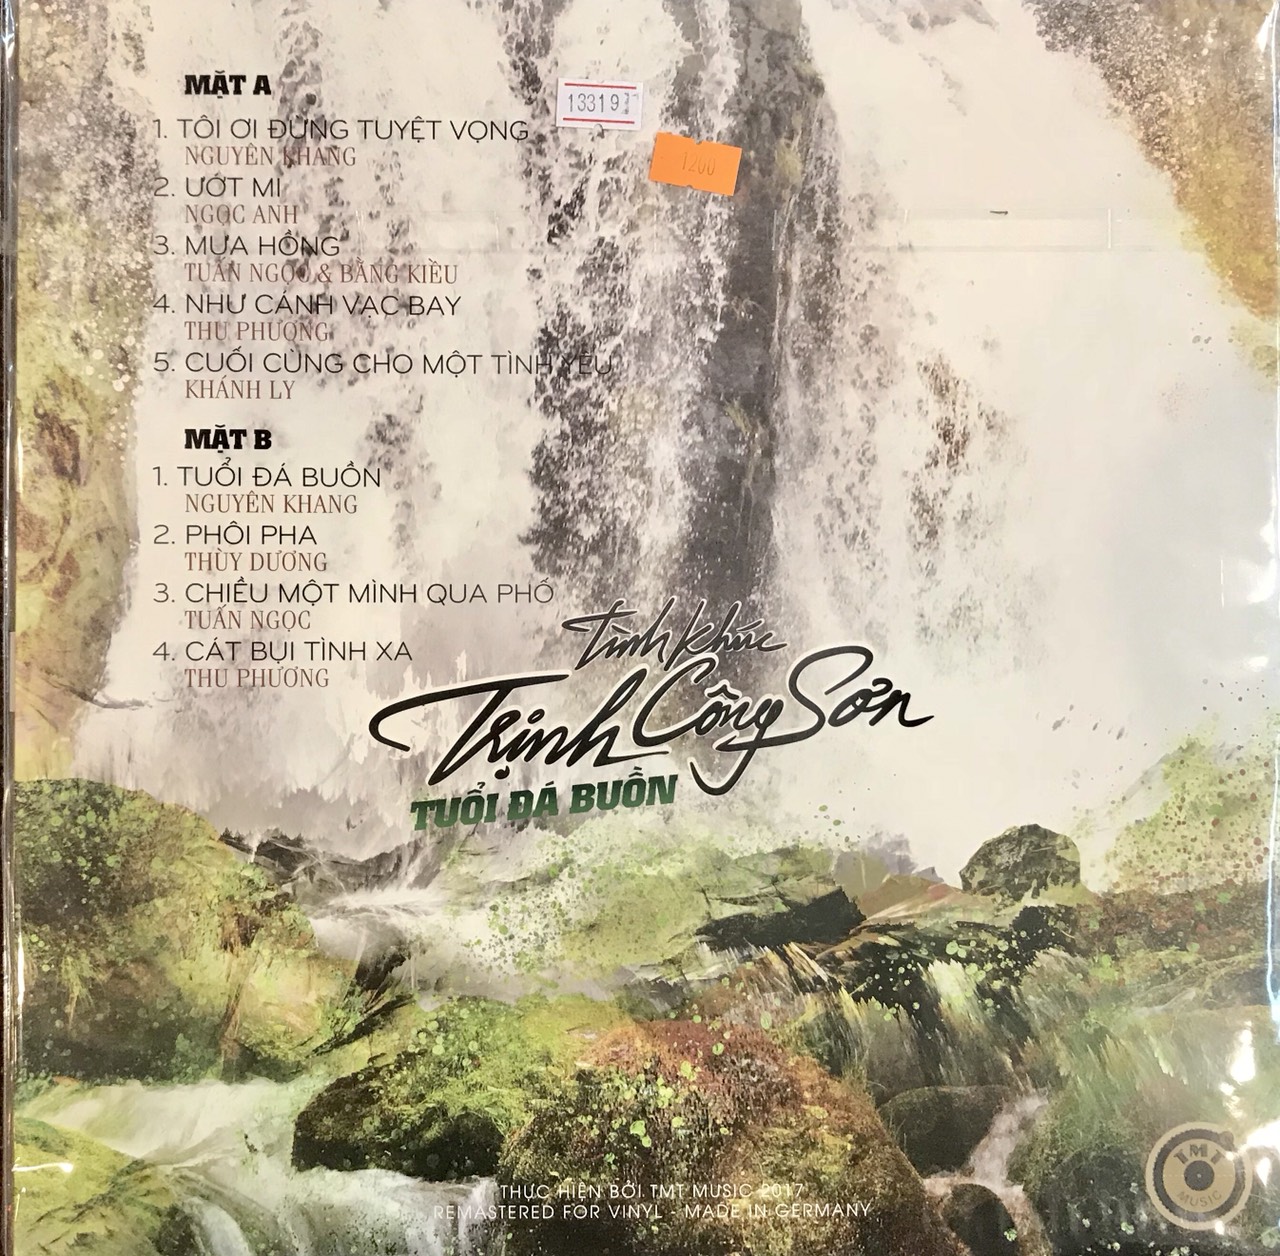 MẶT A
13319
1. TÔI ƠI ĐỪNG TUYỆT VỌNG
1200
NGUYÊN KHANG
2. ƯỚT MI
NGỌC ANH
3. MƯA HỒNG
TUẤN NGỌC & BẰNG KIỀU
4. NHƯ CÁNH VẠC BAY
THU PHƯƠNG
5. CUỐI CÙNG CHO MỘT TÌNH YÊU
KHÁNH LY
MẶT B
1. TUỔI ĐÁ BUỒN
NGUYÊN KHANG
2. PHÔI PHA
THÙY DƯƠNG
3. CHIỀU MỘT MÌNH QUA PHỐ
TUẤN NGỌC
4. CÁT BỤI TÌNH XA
THU PHƯƠNG
Tình khúc
Trịnh Công Sơn
TUỔI ĐÁ BUỒN
THỰC HIỆN BỞI TMT MUSIC 2017
REMASTERED FOR VINYL - MADE IN GERMANY
TMT
MUSIC